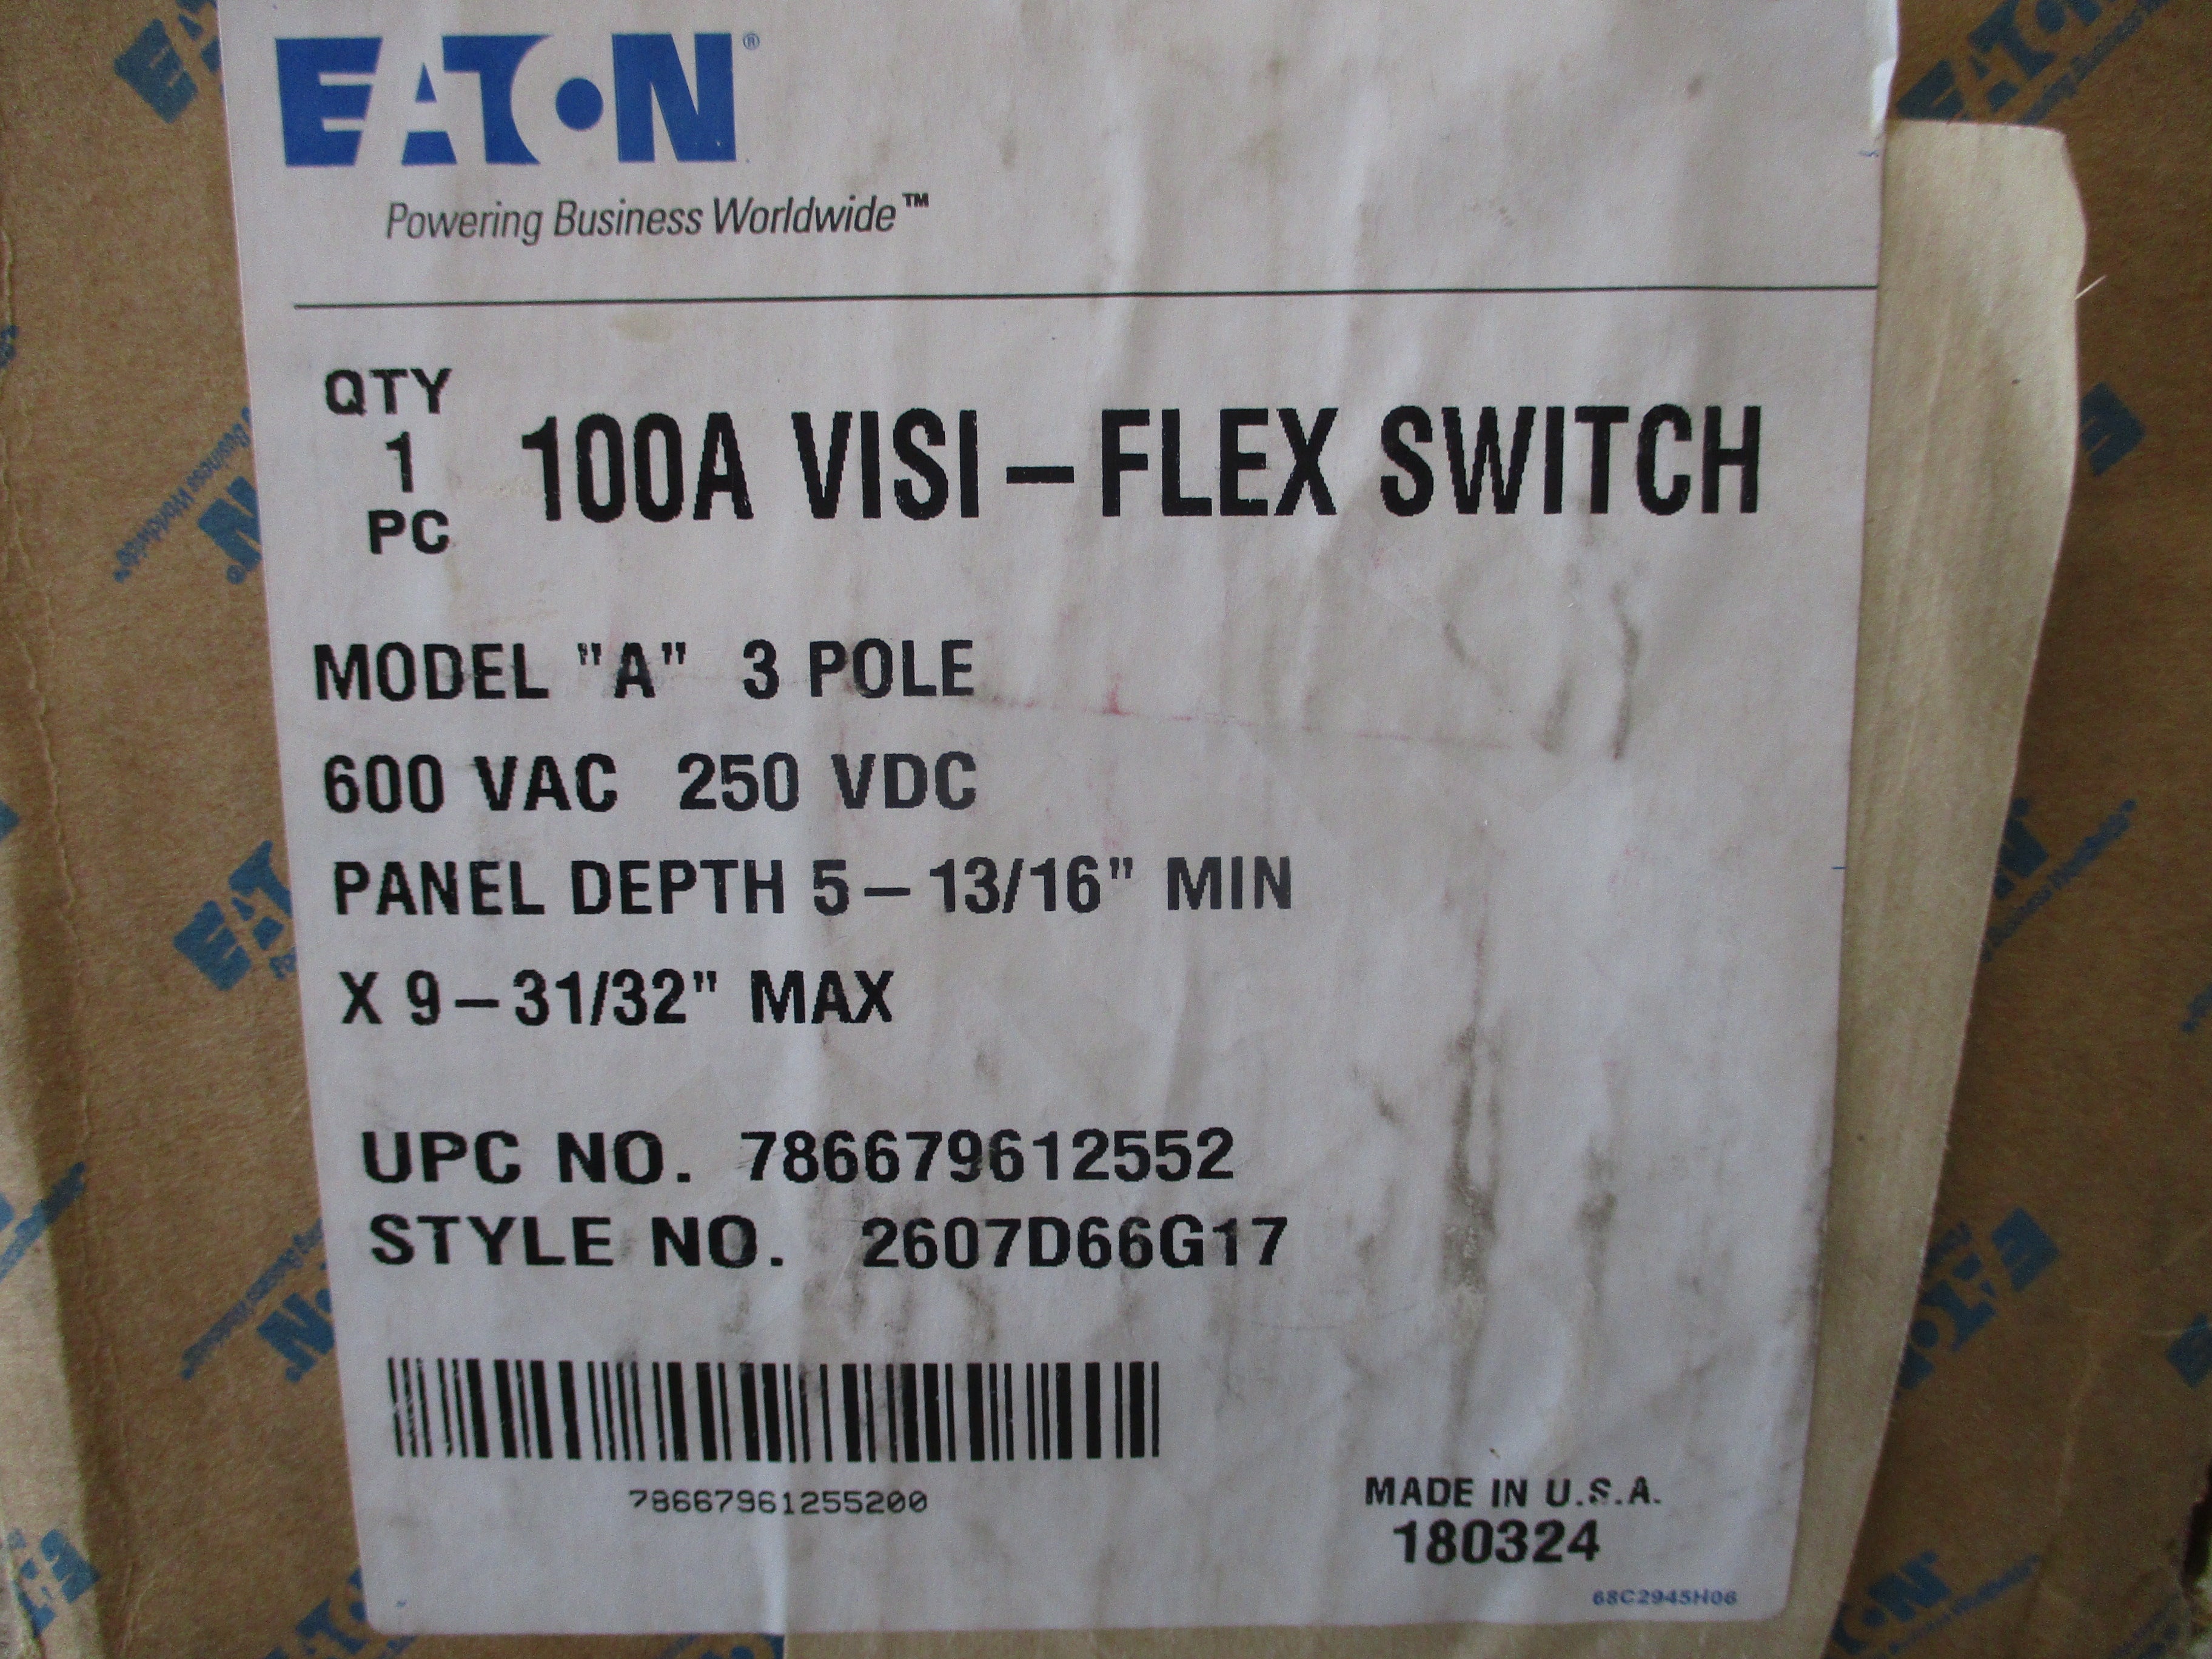 EATON®
Powering Business Worldwide™
QTY
1
PC
100A VISI-FLEX SWITCH
MODEL "A" 3 POLE
600 VAC 250 VDC
PANEL DEPTH 5-13/16" MIN
X 9-31/32" MAX
UPC NO. 786679612552
STYLE NO. 2607D66G17
78667961255200
MADE IN U.S.A.
180324
68C2945H06